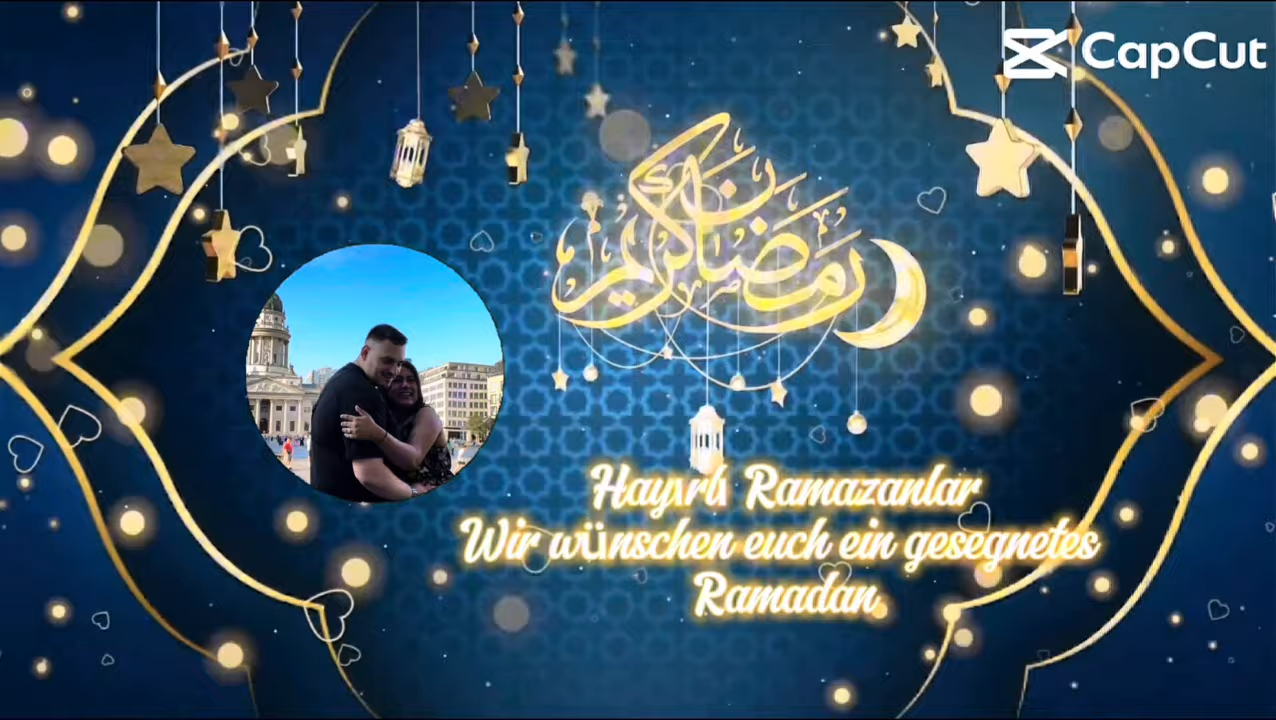 CapCut
رمضان كريم
Hayırlı Ramazanlar
Wir wünschen euch ein gesegnetes
Ramadan